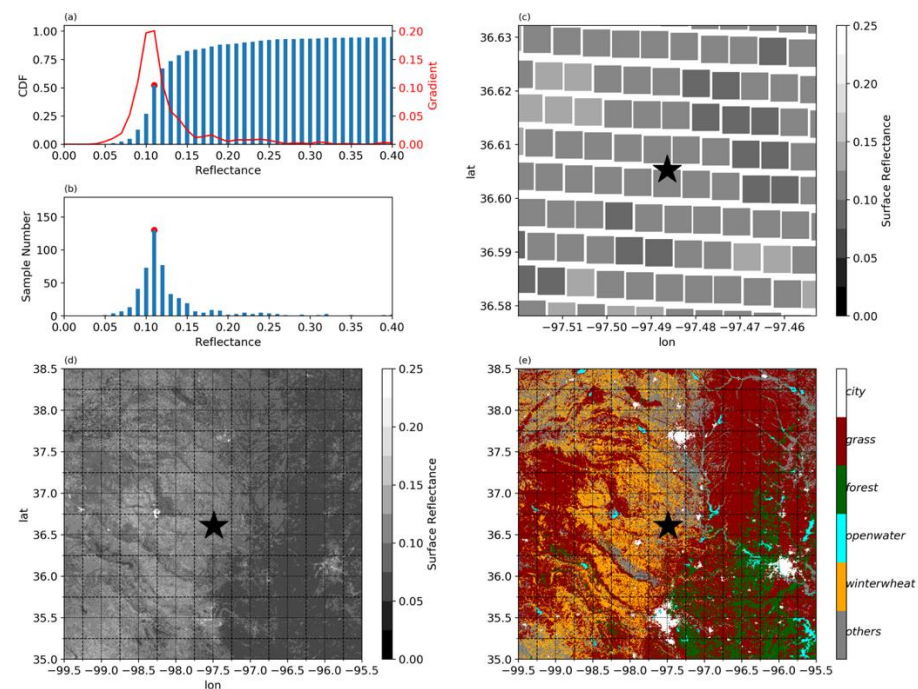 (a)
1.00
0.75
0.50
0.25
0.00
CDF
0.20
0.15
0.10
0.05
0.00
Gradient
0.00 0.05 0.10 0.15 0.20 0.25 0.30 0.35 0.40
Reflectance
(b)
150
100
50
0
Sample Number
0.00 0.05 0.10 0.15 0.20 0.25 0.30 0.35 0.40
Reflectance
(c)
36.63
36.62
36.61
36.60
36.59
36.58
lat
−97.51 −97.50 −97.49 −97.48 −97.47 −97.46
lon
0.25
0.20
0.15
0.10
0.05
0.00
Surface Reflectance
(d)
38.5
38.0
37.5
37.0
36.5
36.0
35.5
35.0
lat
−99.5 −99.0 −98.5 −98.0 −97.5 −97.0 −96.5 −96.0 −95.5
lon
0.25
0.20
0.15
0.10
0.05
0.00
Surface Reflectance
(e)
38.5
38.0
37.5
37.0
36.5
36.0
35.5
35.0
−99.5 −99.0 −98.5 −98.0 −97.5 −97.0 −96.5 −96.0 −95.5
city
grass
forest
openwater
winterwheat
others